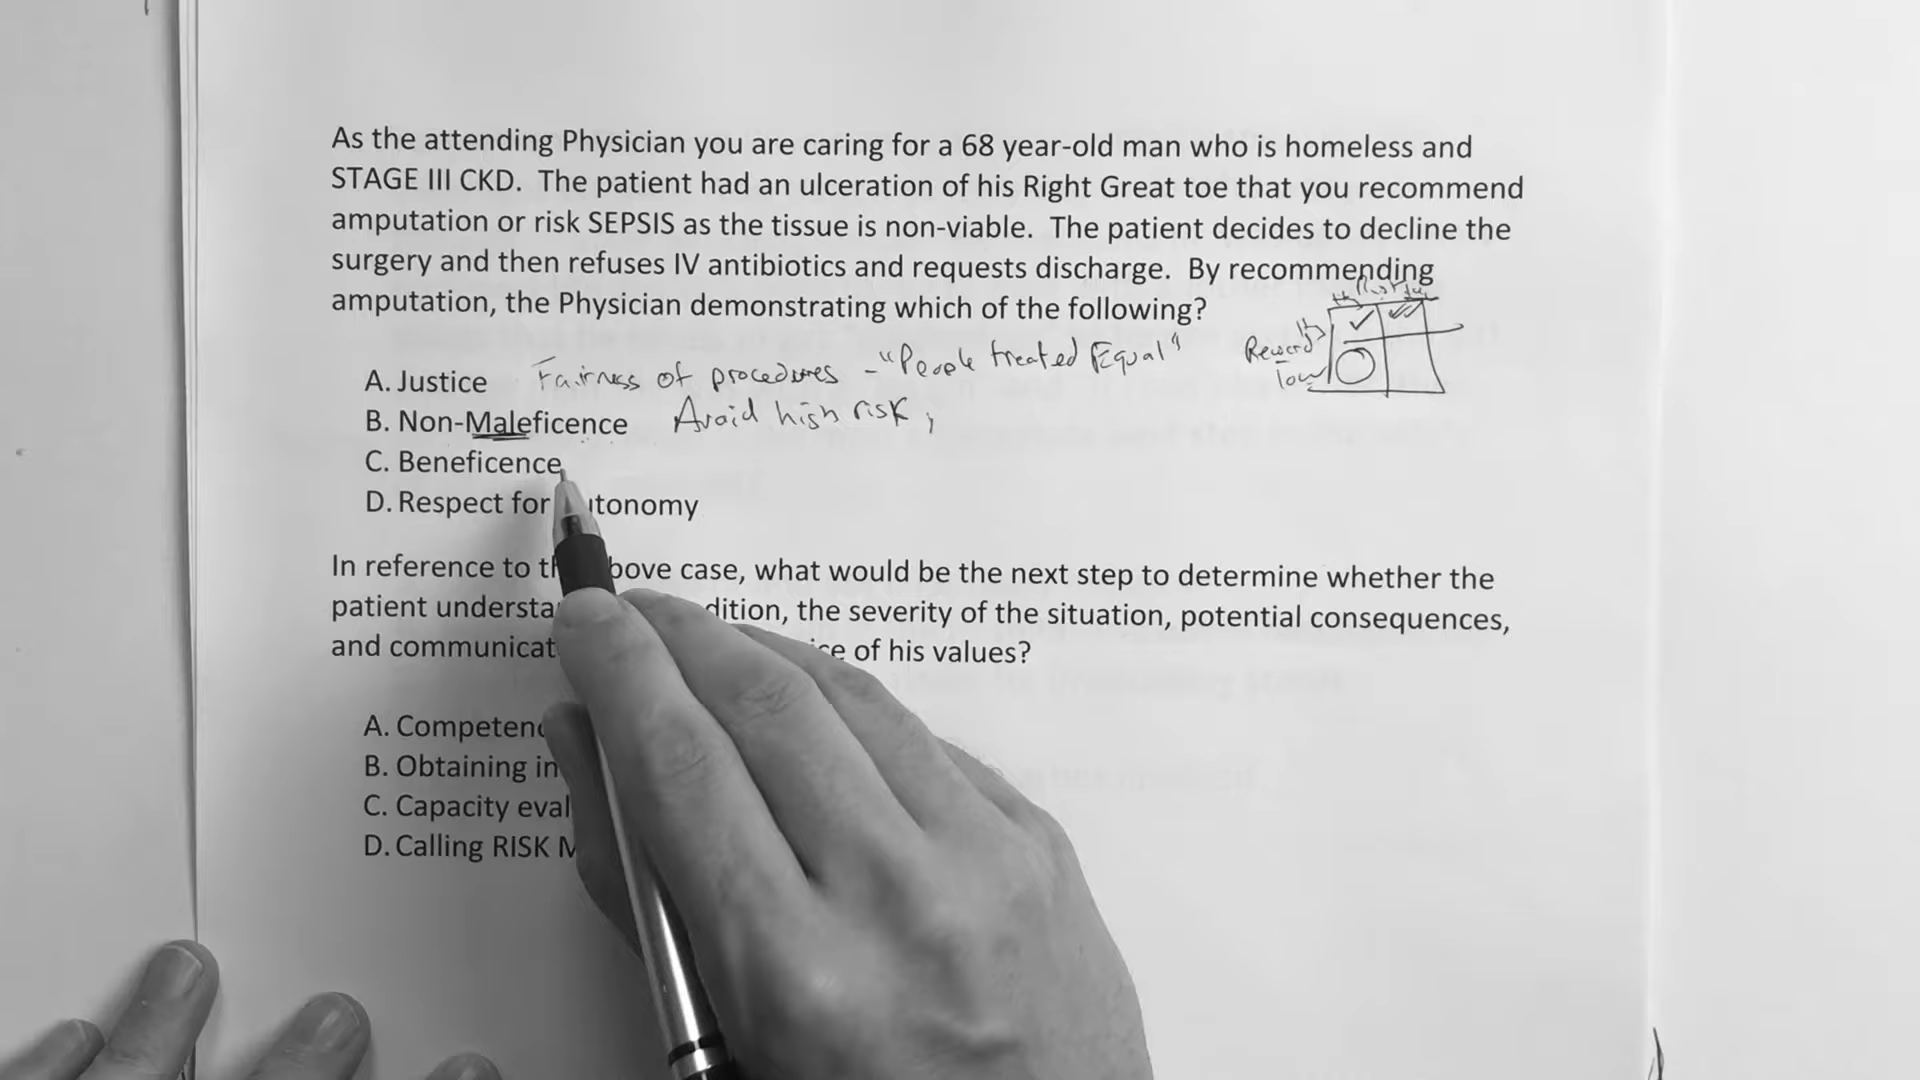 As the attending Physician you are caring for a 68 year-old man who is homeless and
STAGE III CKD. The patient had an ulceration of his Right Great toe that you recommend
amputation or risk SEPSIS as the tissue is non-viable. The patient decides to decline the
surgery and then refuses IV antibiotics and requests discharge. By recommending
amputation, the Physician demonstrating which of the following?
A. Justice Fairness of procedures - "People treated Equal"
B. Non-Maleficence Avoid high risk,
C. Beneficence
D. Respect for utonomy
Reward
low
In reference to th bove case, what would be the next step to determine whether the
patient understa dition, the severity of the situation, potential consequences,
and communicat ce of his values?
A. Competenc
B. Obtaining in
C. Capacity eval
D. Calling RISK M